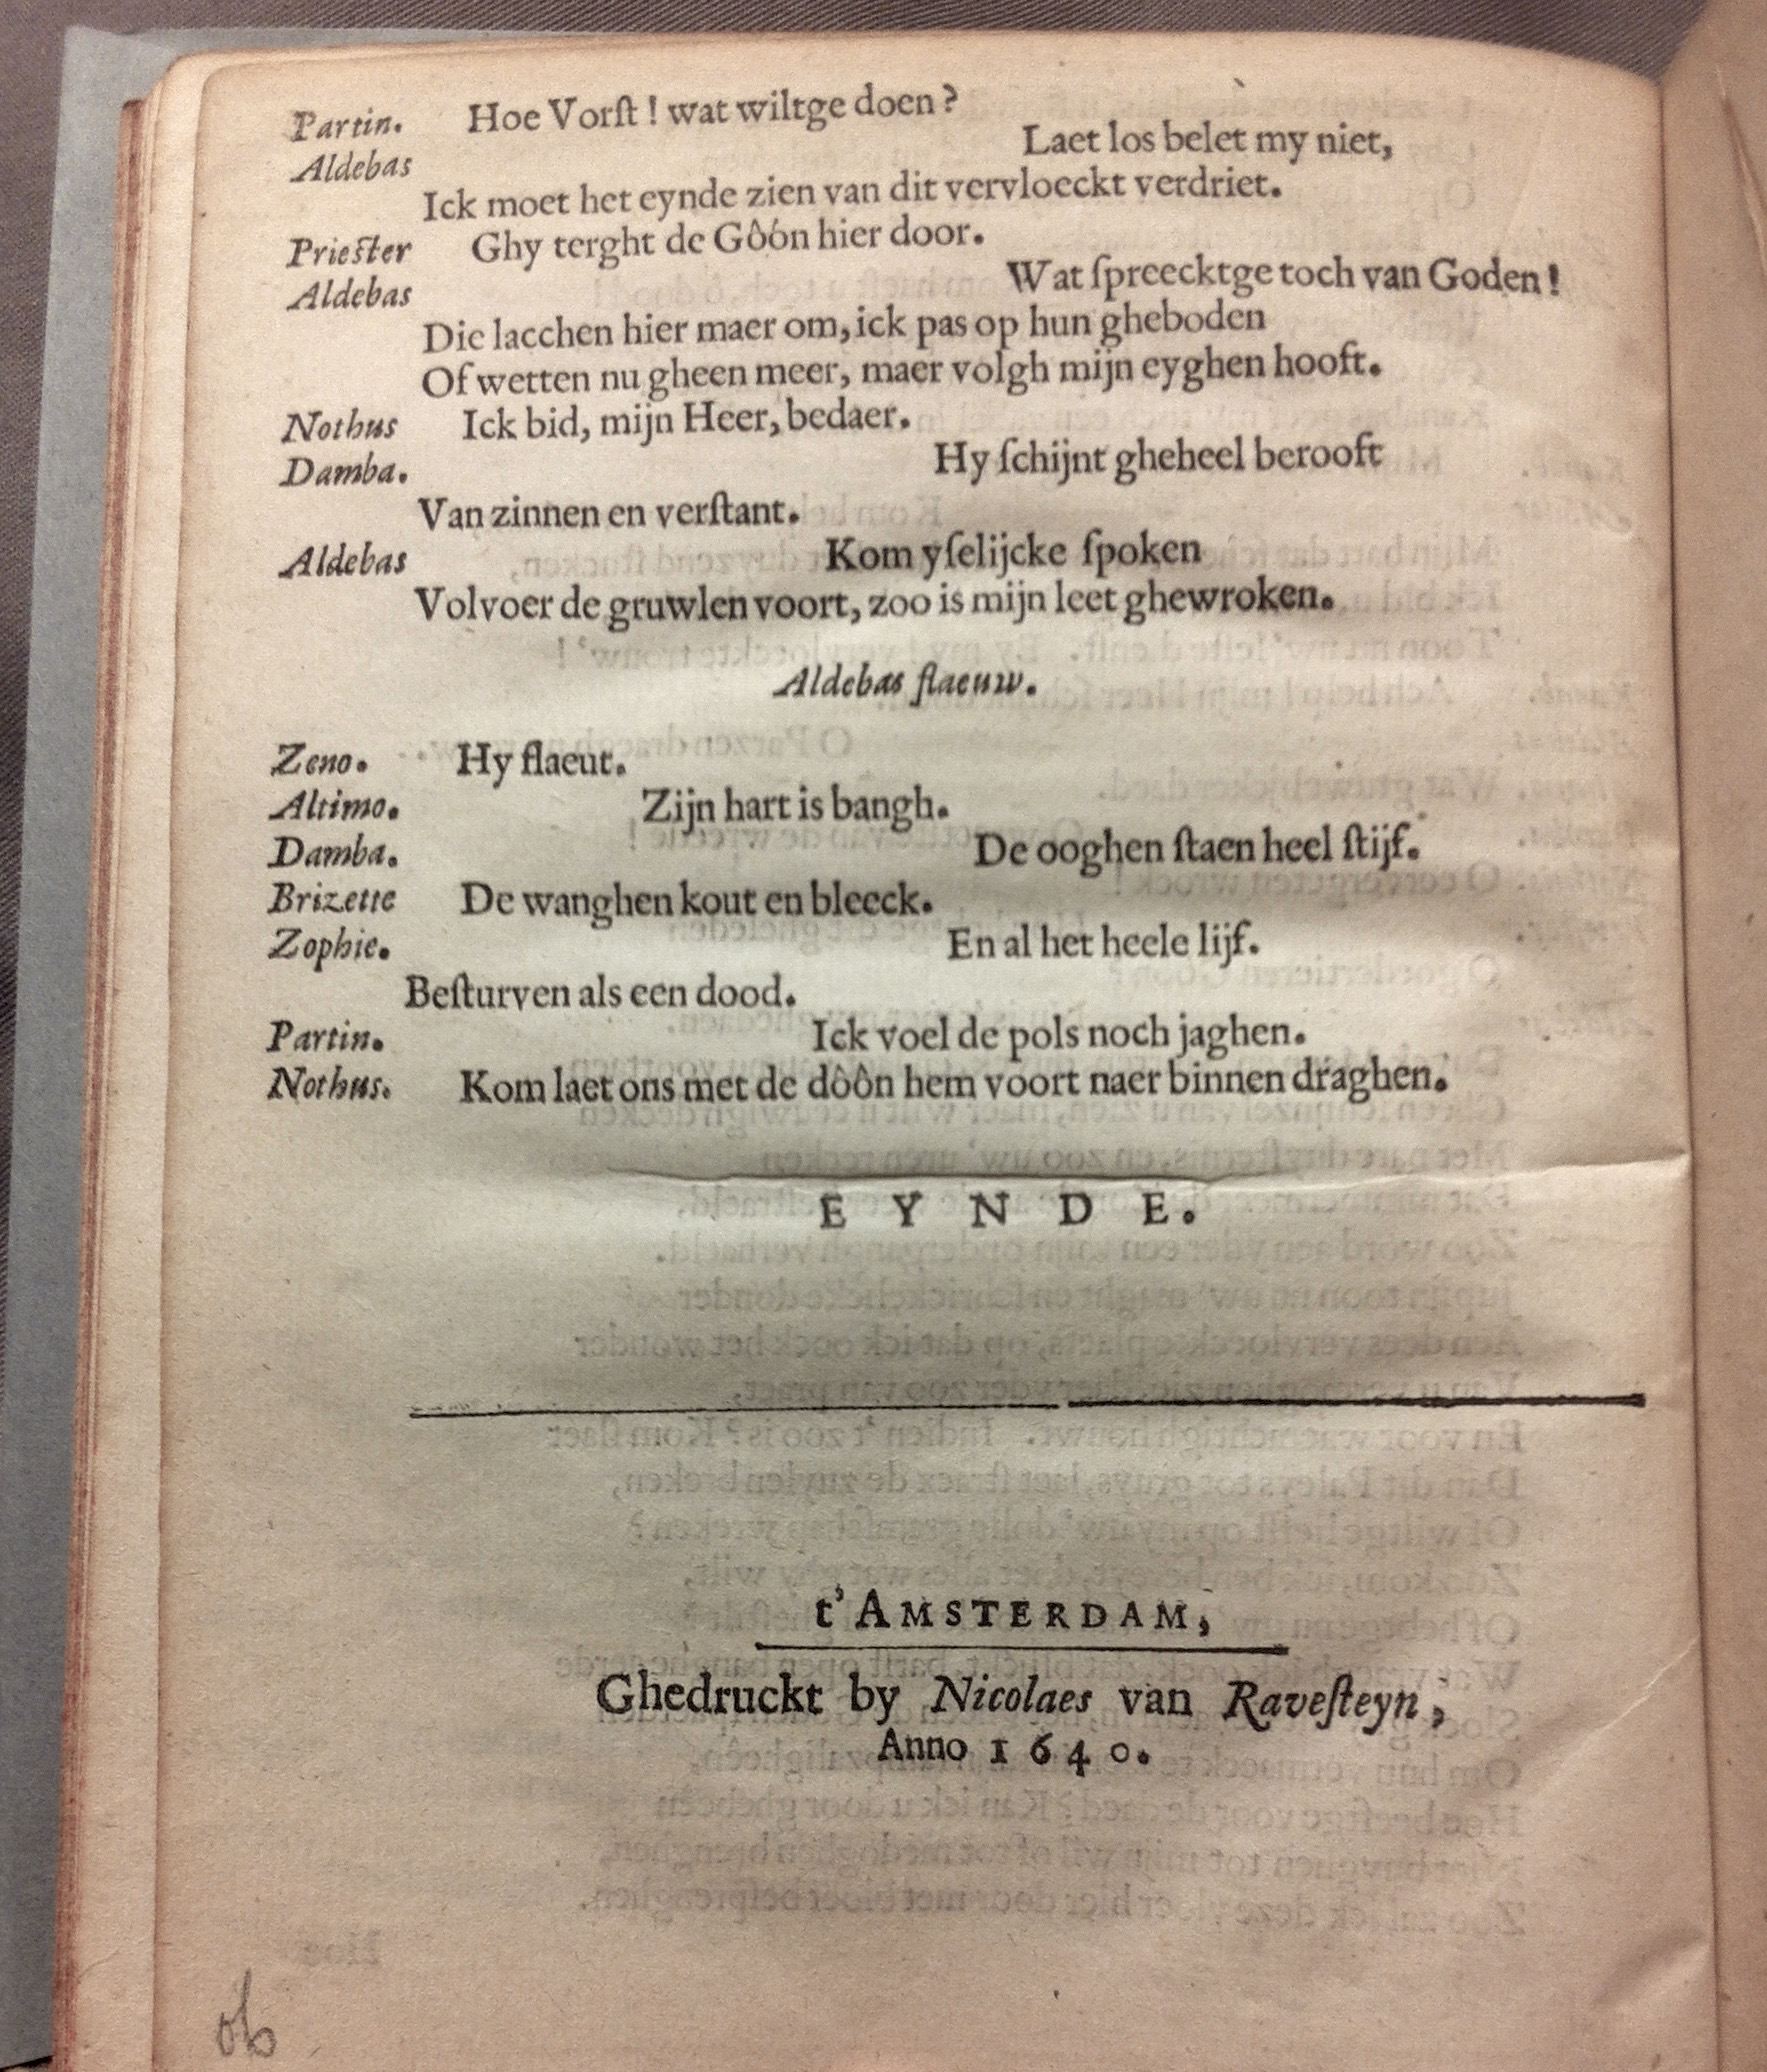 Partin. Hoe Vorſt ! wat wiltge doen ?
Aldebas Laet los belet my niet,
Ick moet het eynde zien van dit vervloeckt verdriet.
Prieſter Ghy terght de Gôón hier door.
Aldebas Wat ſpreecktge toch van Goden !
Die lacchen hier maer om, ick pas op hun gheboden
Of wetten nu gheen meer, maer volgh mijn eyghen hooft.
Nothus Ick bid, mijn Heer, bedaer.
Damba. Hy ſchijnt gheheel berooft
Van zinnen en verſtant.
Aldebas Kom yſelijcke ſpoken
Volvoer de gruwlen voort, zoo is mijn leet ghewroken.
Aldebas flaeuw.
Zeno. Hy flaeut.
Altimo. Zijn hart is bangh.
Damba. De ooghen ſtaen heel ſtijf.
Brizette De wanghen kout en bleeck.
Zophie. En al het heele lijf.
Beſturven als een dood.
Partin. Ick voel de pols noch jaghen.
Nothus. Kom laet ons met de dôôn hem voort naer binnen draghen.
E Y N D E.
t'AMSTERDAM,
Ghedruckt by Nicolaes van Raveſteyn,
Anno 1 6 4 0.